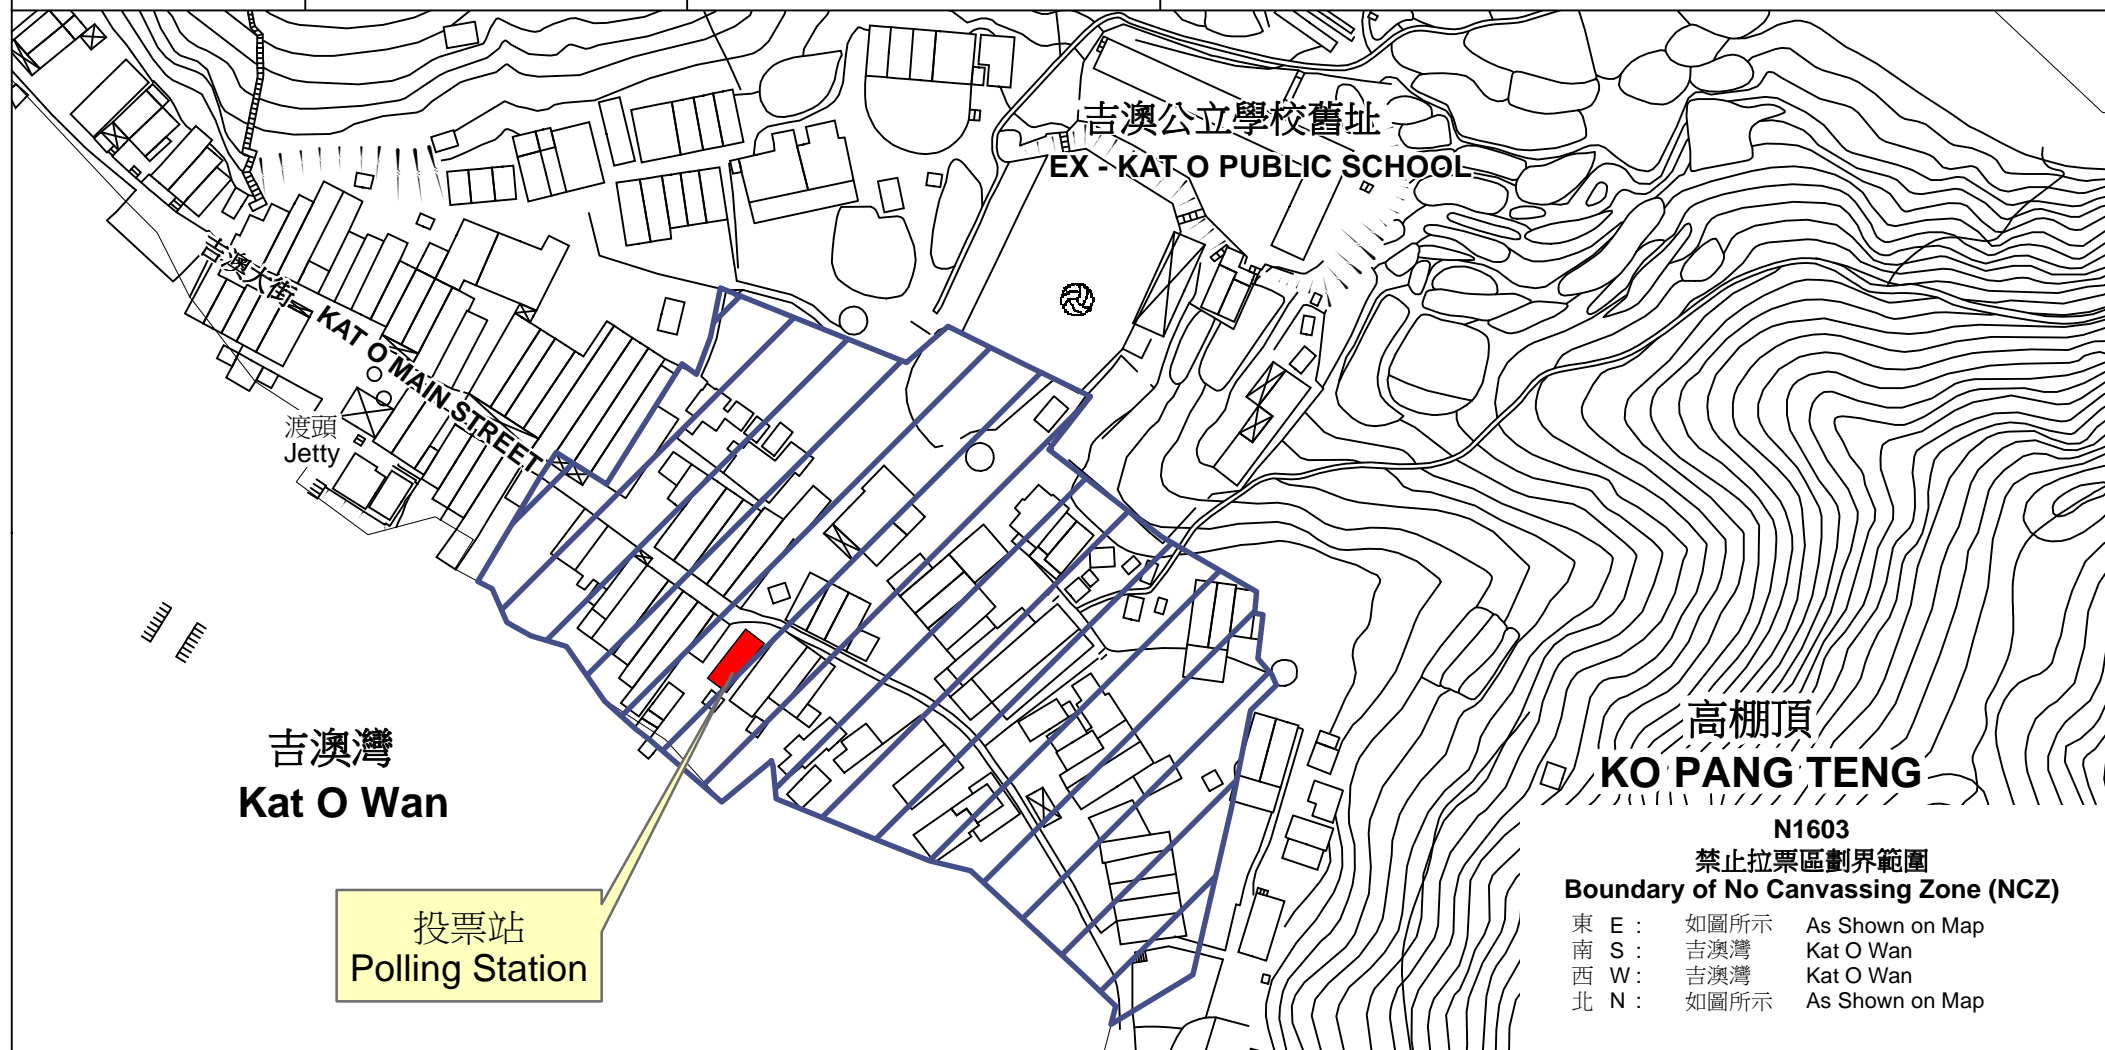 吉澳公立學校舊址
EX - KAT O PUBLIC SCHOOL
吉澳大街 KAT O MAIN STREET
渡頭
Jetty
吉澳灣
Kat O Wan
投票站
Polling Station
高棚頂
KO PANG TENG
N1603
禁止拉票區劃界範圍
Boundary of No Canvassing Zone (NCZ)
東 E : 如圖所示 As Shown on Map
南 S : 吉澳灣 Kat O Wan
西 W : 吉澳灣 Kat O Wan
北 N : 如圖所示 As Shown on Map